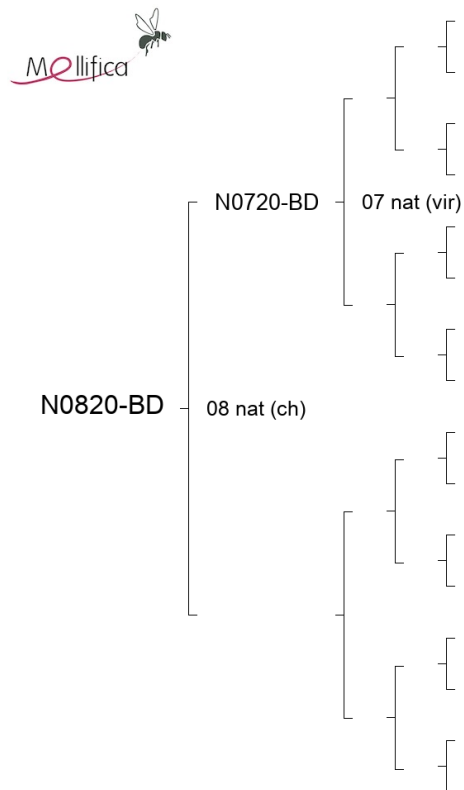 Mellifica
N0720-BD
07 nat (vir)
N0820-BD
08 nat (ch)